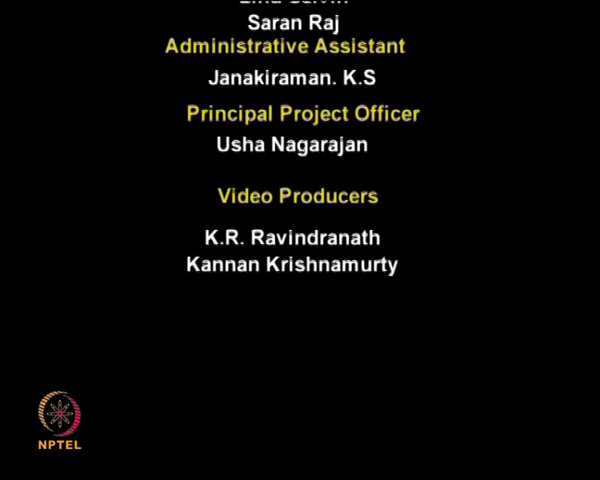 Saran Raj
Administrative Assistant
Janakiraman. K.S
Principal Project Officer
Usha Nagarajan
Video Producers
K.R. Ravindranath
Kannan Krishnamurty
NPTEL